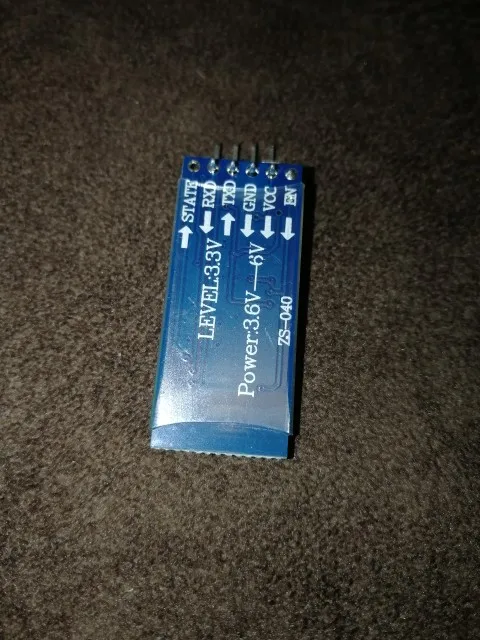 STATE
RXD
TXD
GND
VCC
EN
LEVEL:3.3V
Power:3.6V—6V
ZS-040